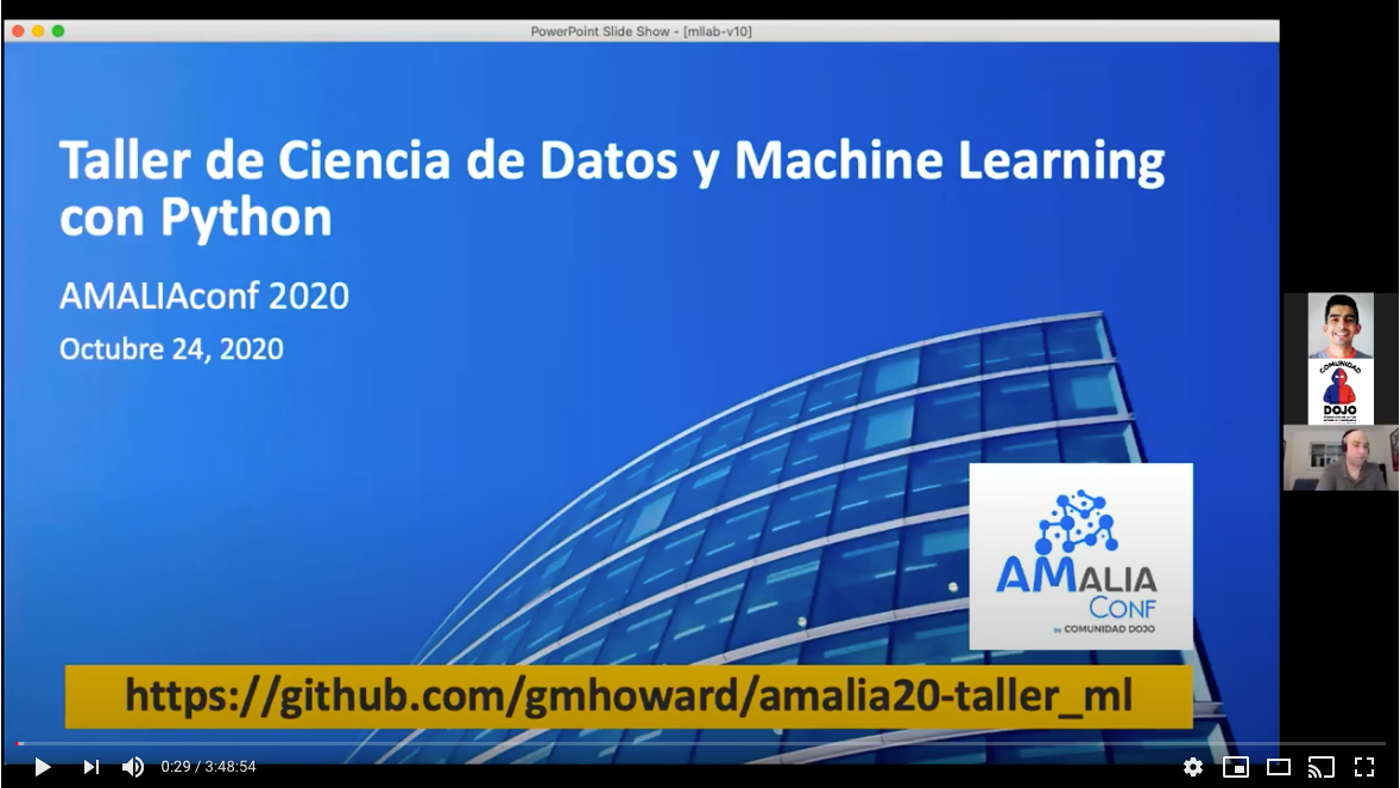 PowerPoint Slide Show - [mllab-v10]
Taller de Ciencia de Datos y Machine Learning
con Python
AMALIAconf 2020
Octubre 24, 2020
COMUNIDAD
DOJO
AMALIA
CONF
by COMUNIDAD DOJO
https://github.com/gmhoward/amalia20-taller_ml
0:29 / 3:48:54